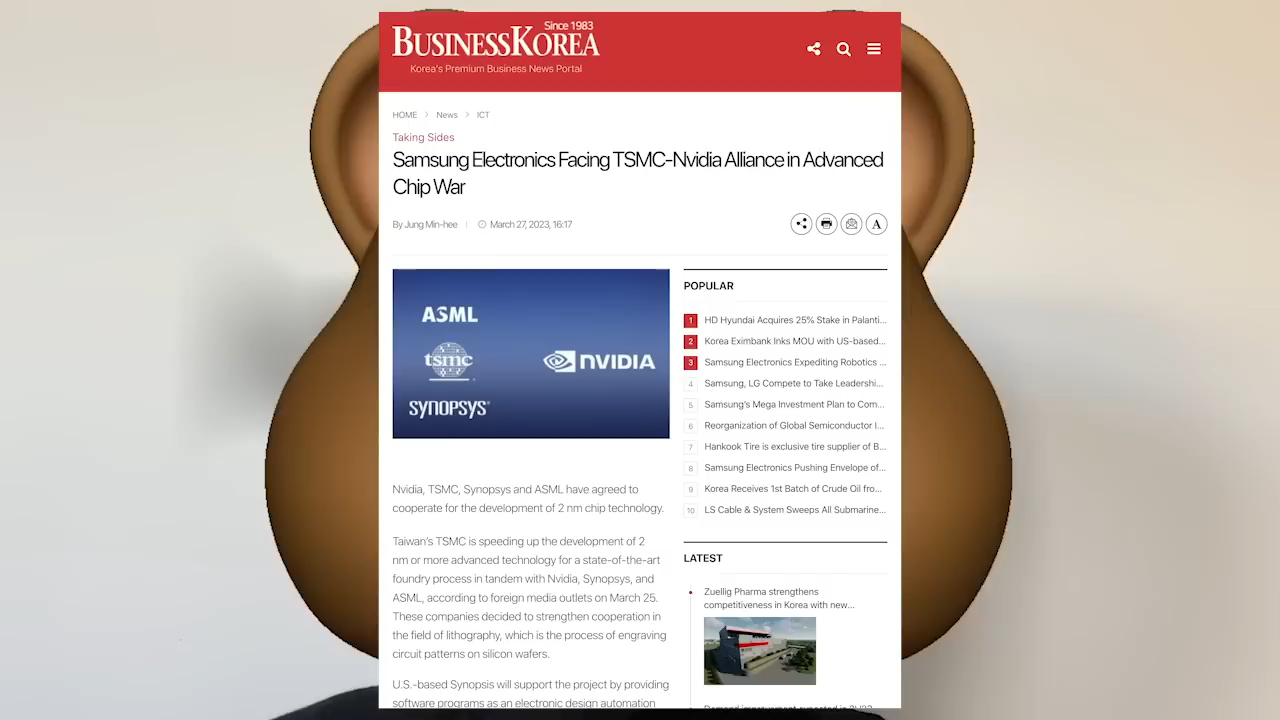 Since 1983
BUSINESSKOREA
Korea's Premium Business News Portal
HOME > News > ICT
Taking Sides
Samsung Electronics Facing TSMC-Nvidia Alliance in Advanced
Chip War
By Jung Min-hee | March 27, 2023, 16:17
A
ASML
tsmc
SYNOPSYS®
NVIDIA
Nvidia, TSMC, Synopsys and ASML have agreed to
cooperate for the development of 2 nm chip technology.
Taiwan's TSMC is speeding up the development of 2
nm or more advanced technology for a state-of-the-art
foundry process in tandem with Nvidia, Synopsys, and
ASML, according to foreign media outlets on March 25.
These companies decided to strengthen cooperation in
the field of lithography, which is the process of engraving
circuit patterns on silicon wafers.
U.S.-based Synopsis will support the project by providing
software programs as an electronic design automation
POPULAR
1 HD Hyundai Acquires 25% Stake in Palanti...
2 Korea Eximbank Inks MOU with US-based...
3 Samsung Electronics Expediting Robotics ...
4 Samsung, LG Compete to Take Leadershi...
5 Samsung's Mega Investment Plan to Com...
6 Reorganization of Global Semiconductor I...
7 Hankook Tire is exclusive tire supplier of B...
8 Samsung Electronics Pushing Envelope of...
9 Korea Receives 1st Batch of Crude Oil fro...
10 LS Cable & System Sweeps All Submarine...
LATEST
Zuellig Pharma strengthens
competitiveness in Korea with new...